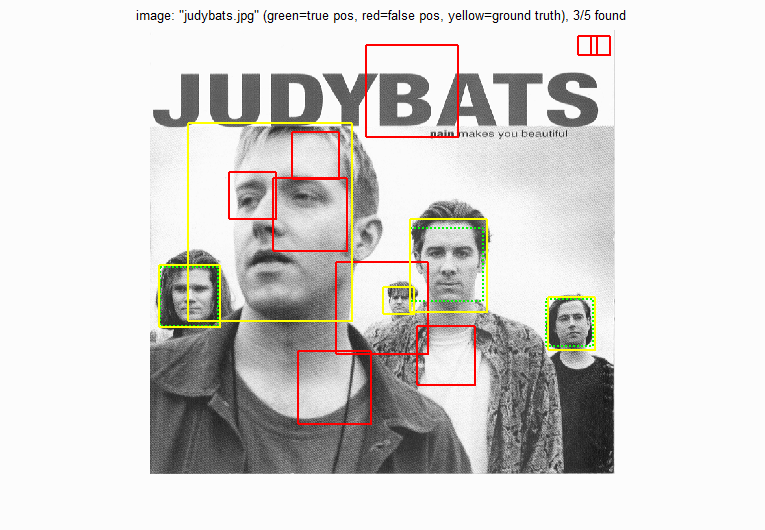 image: "judybats.jpg" (green=true pos, red=false pos, yellow=ground truth), 3/5 found
JUDYBATS
pain makes you beautiful